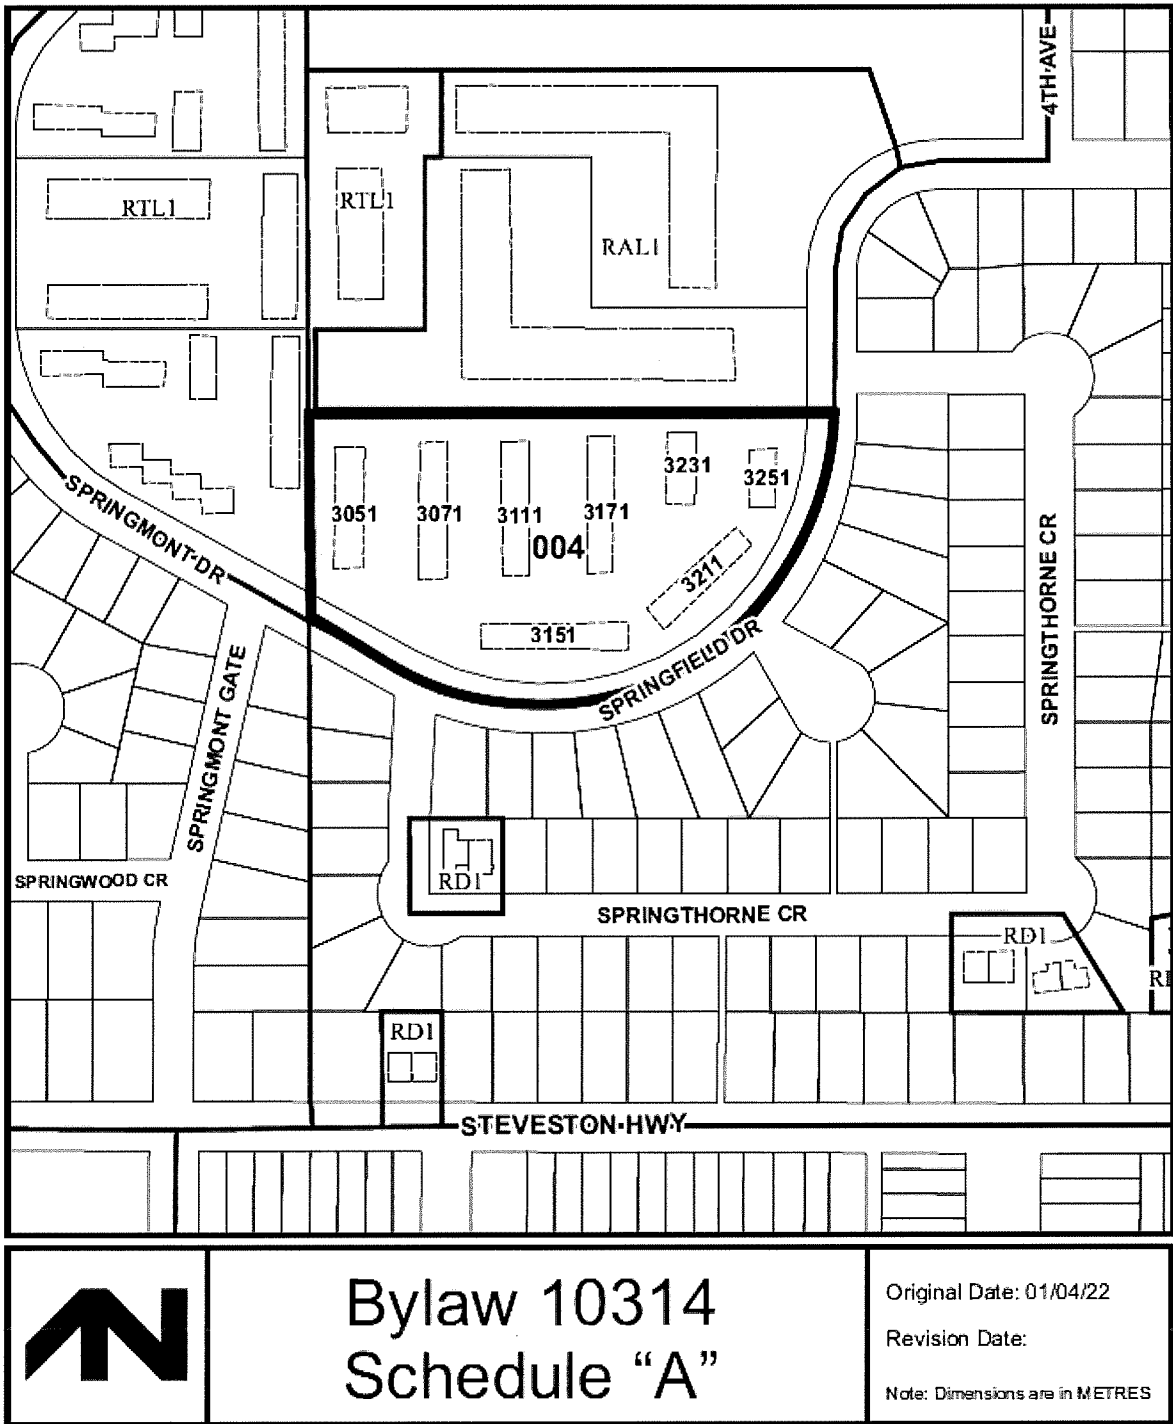 4TH AVE
RTL1
RTL1
RAL1
3231
3251
3051
3071
3111
3171
004
3211
3151
SPRINGMONT DR
SPRINGFIELD DR
SPRINGTHORNE CR
SPRINGMONT GATE
RD1
SPRINGWOOD CR
SPRINGTHORNE CR
RD1
RD1
STEVESTON HWY
Bylaw 10314
Schedule “A”
Original Date: 01/04/22
Revision Date:
Note: Dimensions are in METRES